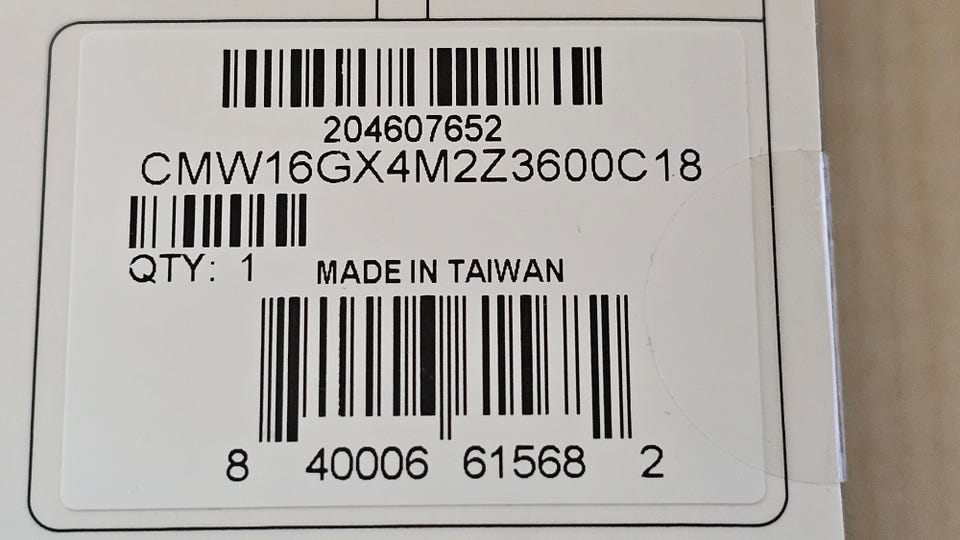 204607652
CMW16GX4M2Z3600C18
QTY: 1 MADE IN TAIWAN
8 40006 61568 2